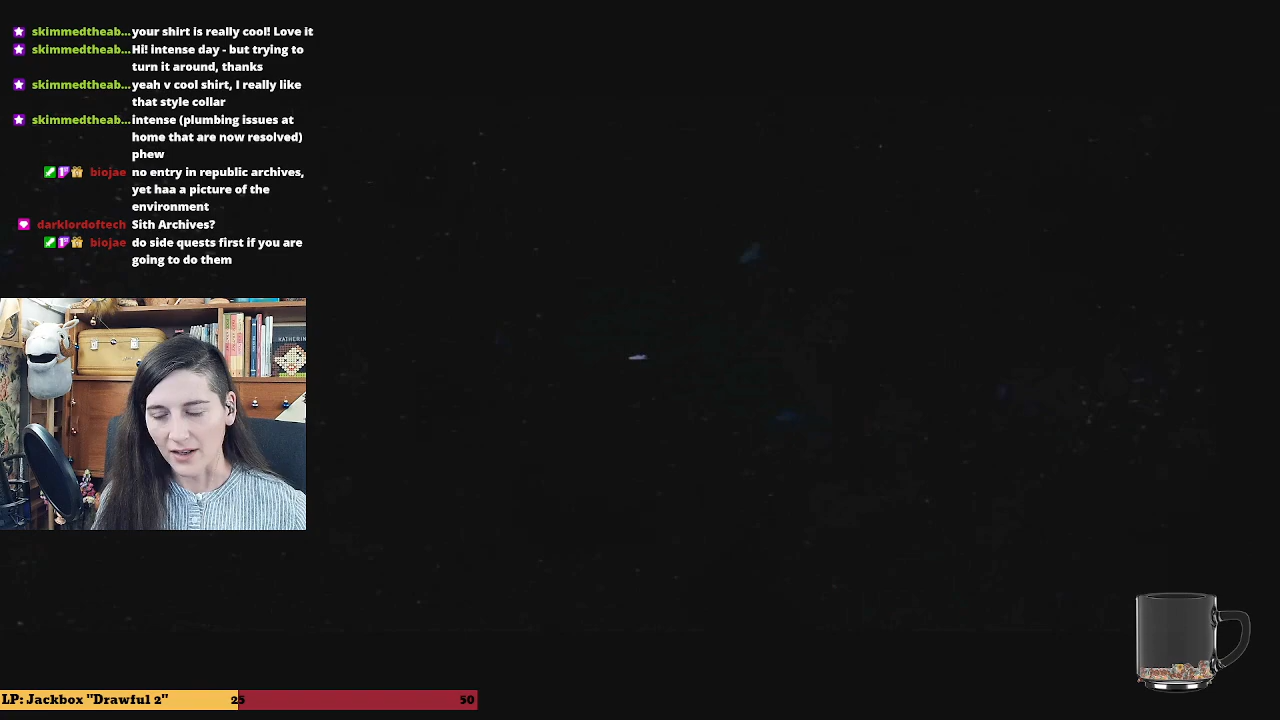 skimmedtheab... your shirt is really cool! Love it
skimmedtheab... Hi! intense day - but trying to
turn it around, thanks
skimmedtheab... yeah v cool shirt, I really like
that style collar
skimmedtheab... intense (plumbing issues at
home that are now resolved)
phew
biojae no entry in republic archives,
yet haa a picture of the
environment
darklordoftech Sith Archives?
biojae do side quests first if you are
going to do them
KATHERIN
LP: Jackbox "Drawful 2" 25 50